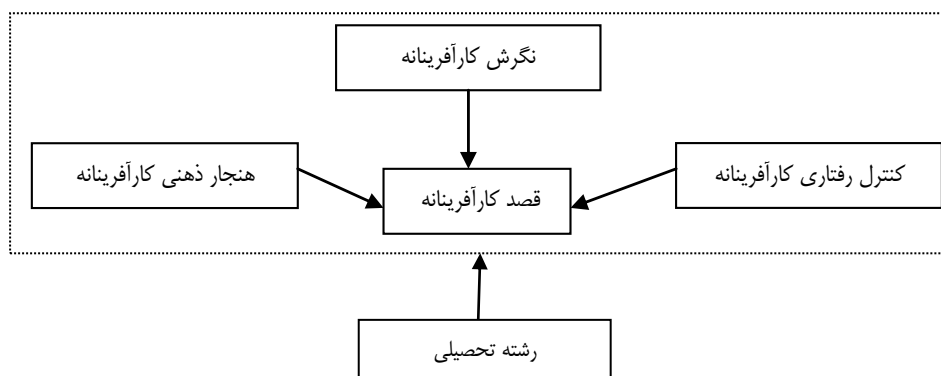 نگرش کارآفرینانه
کنترل رفتاری کارآفرینانه
هنجار ذهنی کارآفرینانه
قصد کارآفرینانه
رشته تحصیلی